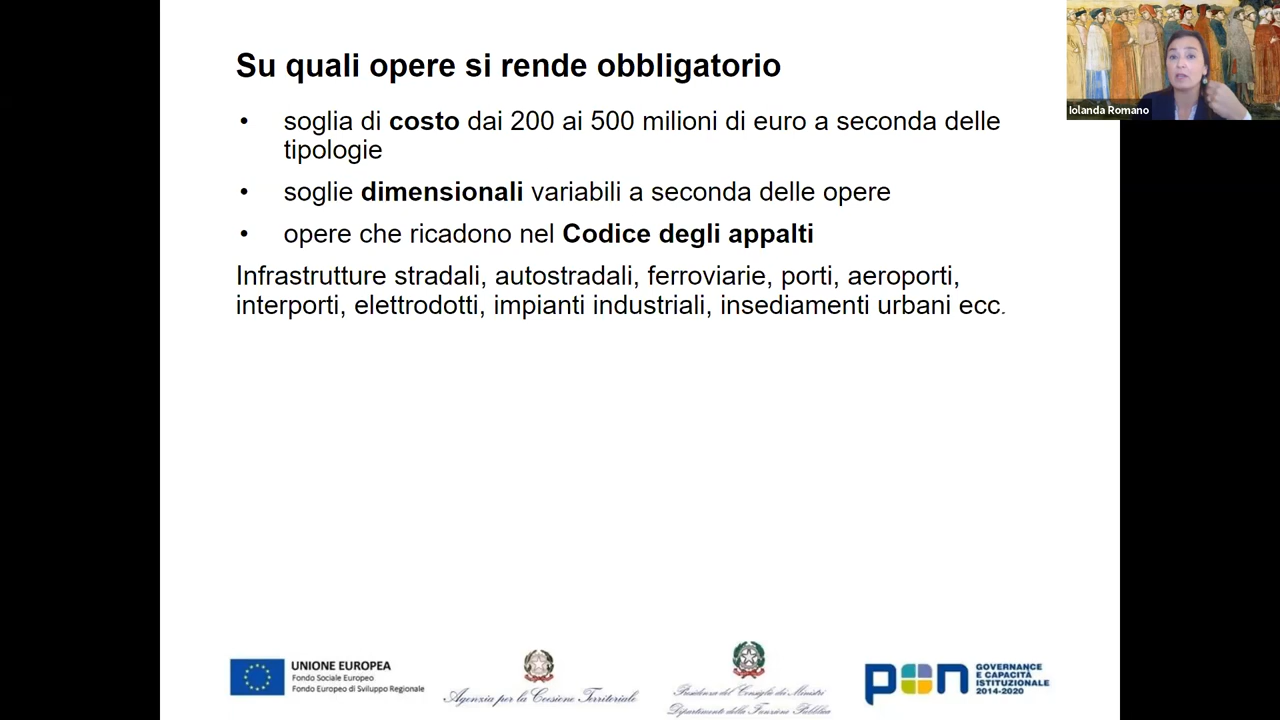 Su quali opere si rende obbligatorio
• soglia di costo dai 200 ai 500 milioni di euro a seconda delle
tipologie
• soglie dimensionali variabili a seconda delle opere
• opere che ricadono nel Codice degli appalti
Infrastrutture stradali, autostradali, ferroviarie, porti, aeroporti,
interporti, elettrodotti, impianti industriali, insediamenti urbani ecc.
Iolanda Romano
UNIONE EUROPEA
Fondo Sociale Europeo
Fondo Europeo di Sviluppo Regionale
Agenzia per la Coesione Territoriale
Presidenza del Consiglio dei Ministri
Dipartimento della Funzione Pubblica
pon
GOVERNANCE
E CAPACITÀ
ISTITUZIONALE
2014-2020